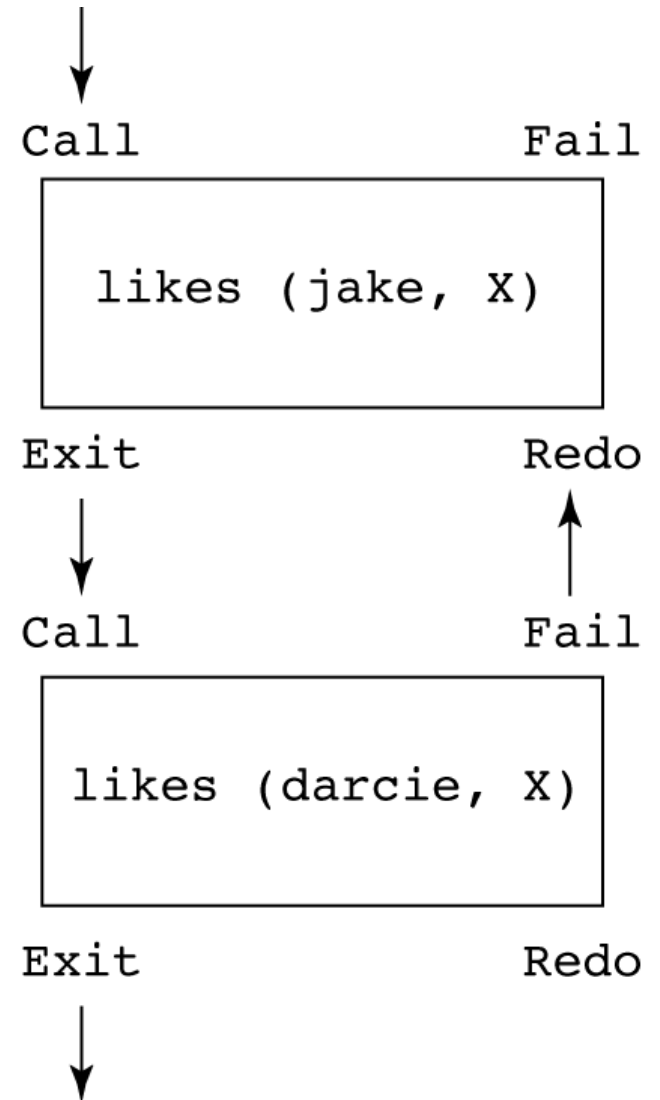 Call Fail
likes (jake, X)
Exit Redo
Call Fail
likes (darcie, X)
Exit Redo